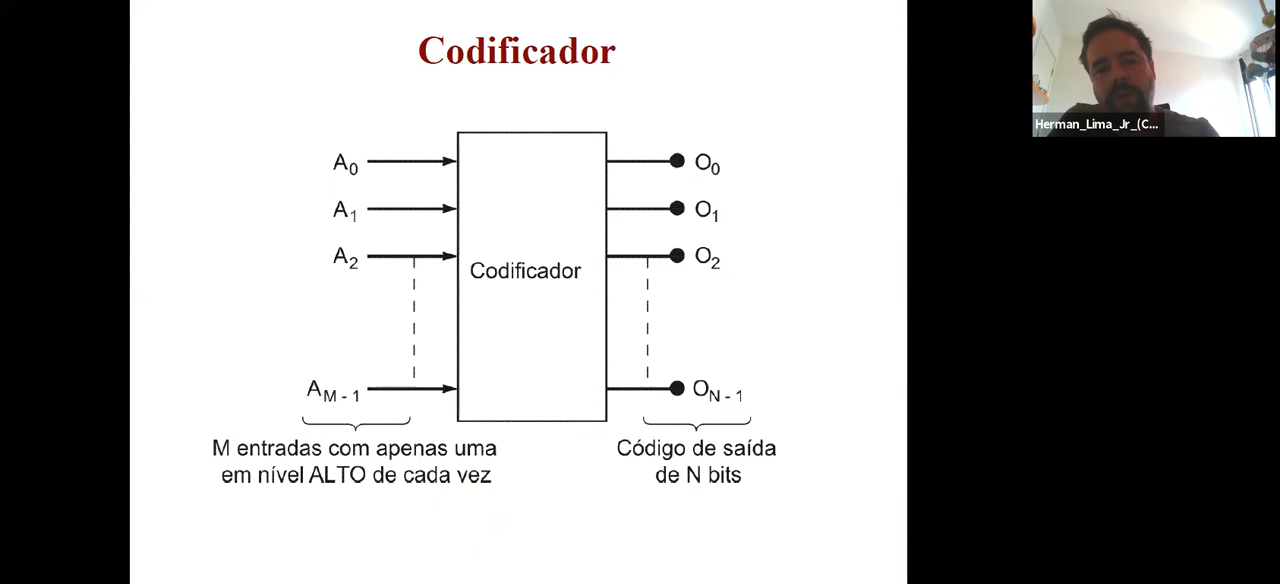 Codificador
Herman_Lima_Jr_(C...
A0
O0
A1
O1
A2
O2
Codificador
AM - 1
ON - 1
M entradas com apenas uma
em nível ALTO de cada vez
Código de saída
de N bits